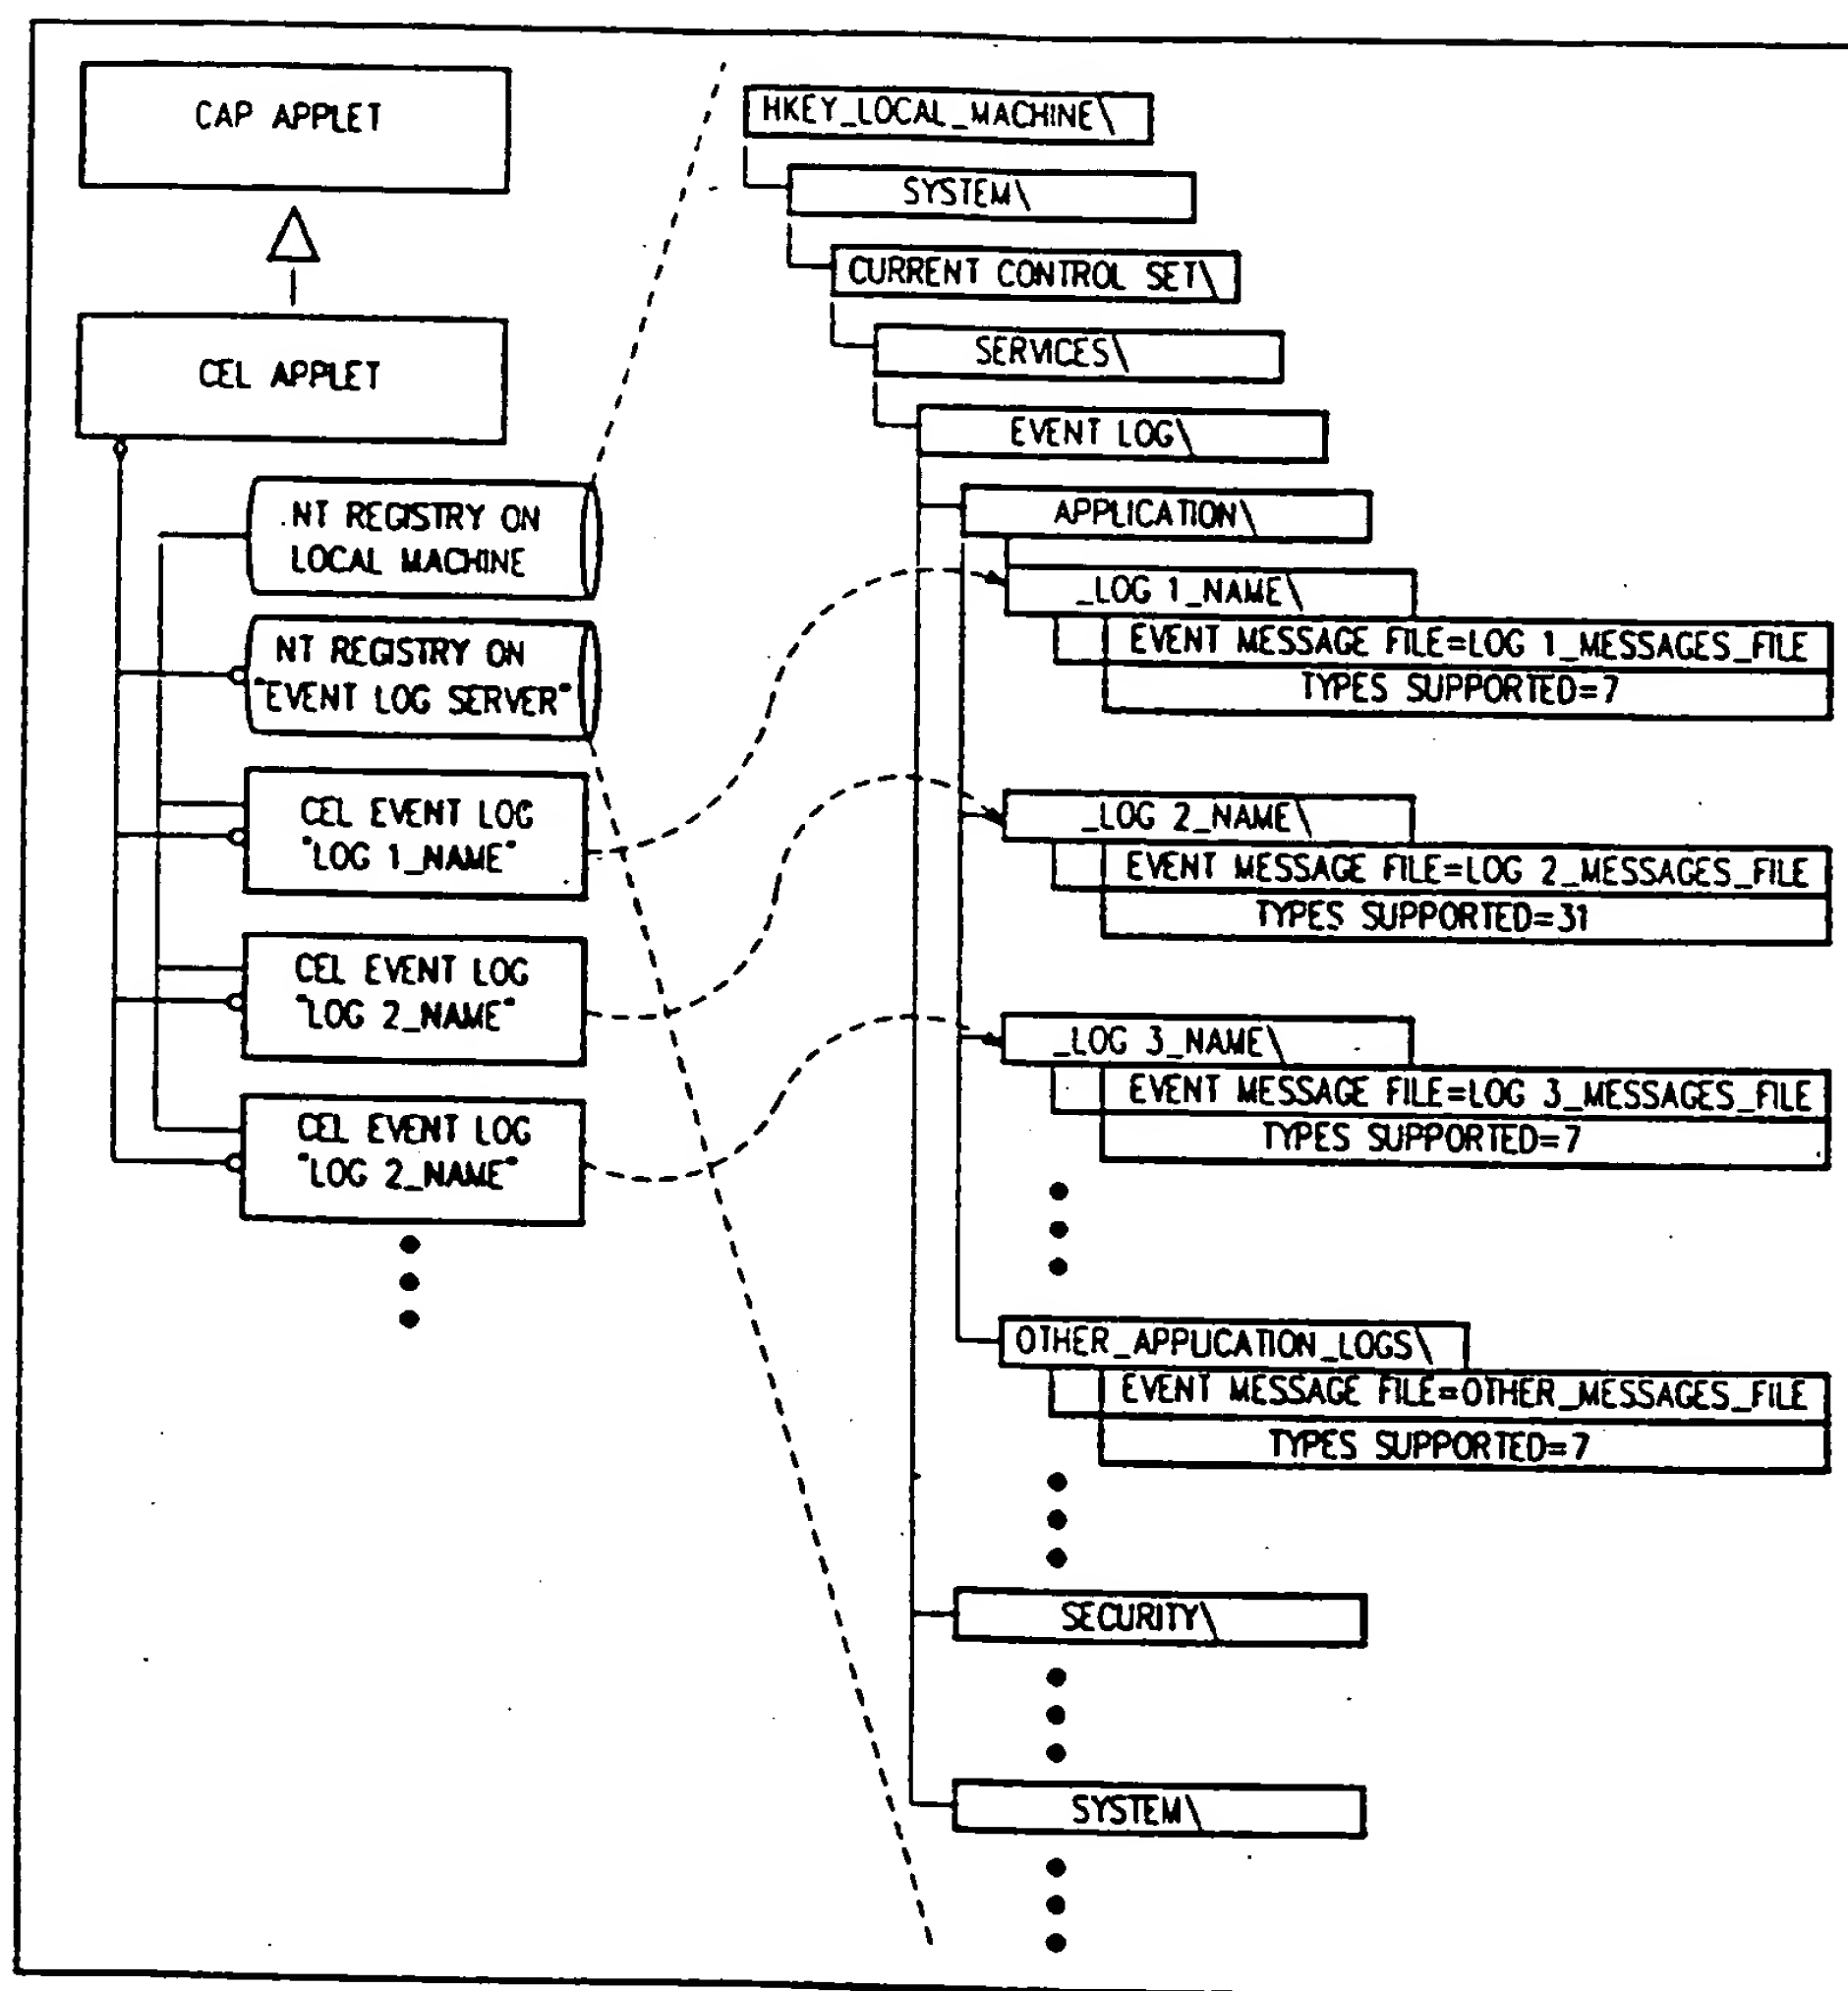 CAP APPLET
CEL APPLET
NT REGISTRY ON
LOCAL MACHINE
NT REGISTRY ON
"EVENT LOG SERVER"
CEL EVENT LOG
"LOG 1_NAME"
CEL EVENT LOG
"LOG 2_NAME"
CEL EVENT LOG
"LOG 2_NAME"
HKEY_LOCAL_MACHINE\
SYSTEM\
CURRENT CONTROL SET\
SERVICES\
EVENT LOG\
APPLICATION\
_LOG 1_NAME\
EVENT MESSAGE FILE=LOG 1_MESSAGES_FILE
TYPES SUPPORTED=7
_LOG 2_NAME\
EVENT MESSAGE FILE=LOG 2_MESSAGES_FILE
TYPES SUPPORTED=31
_LOG 3_NAME\
EVENT MESSAGE FILE=LOG 3_MESSAGES_FILE
TYPES SUPPORTED=7
OTHER_APPLICATION_LOGS\
EVENT MESSAGE FILE=OTHER_MESSAGES_FILE
TYPES SUPPORTED=7
SECURITY\
SYSTEM\